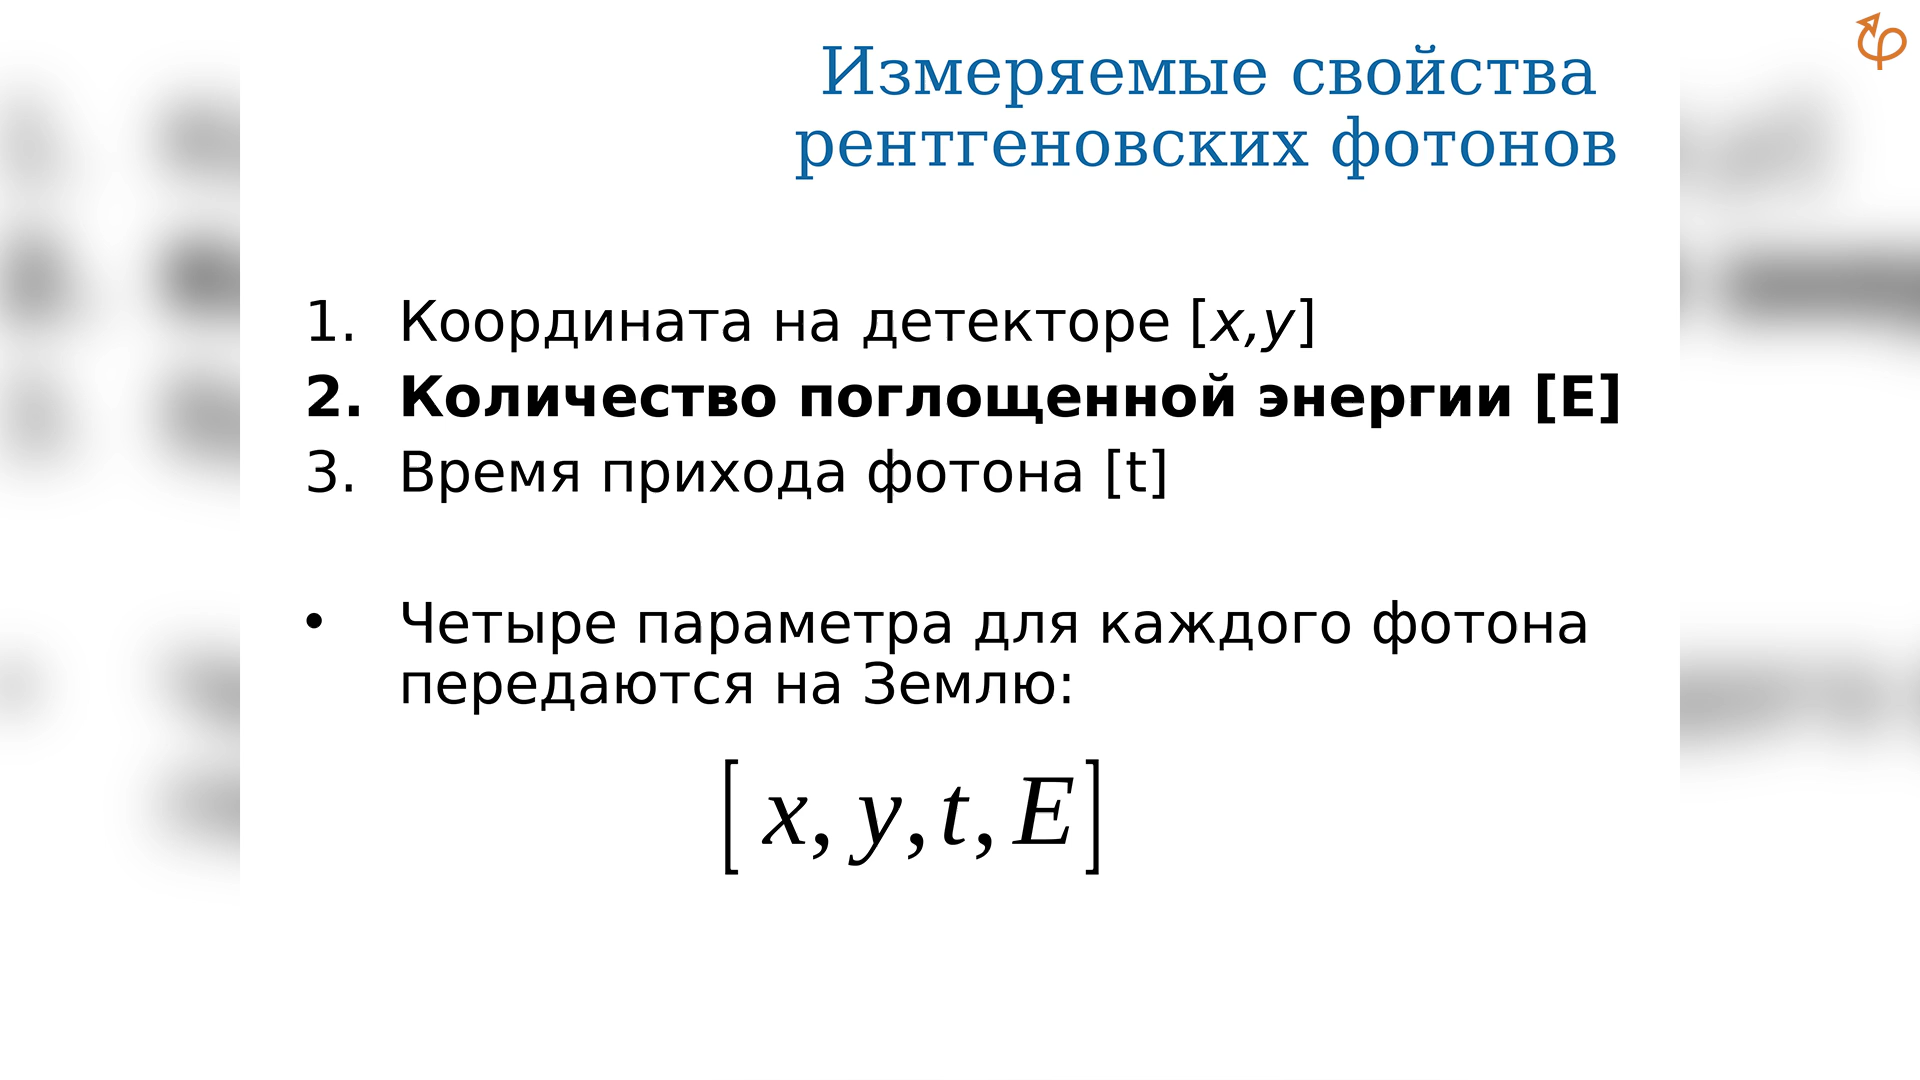 Измеряемые свойства
рентгеновских фотонов
1. Координата на детекторе [x,y]
2. Количество поглощенной энергии [E]
3. Время прихода фотона [t]
• Четыре параметра для каждого фотона
передаются на Землю:
[x, y, t, E]